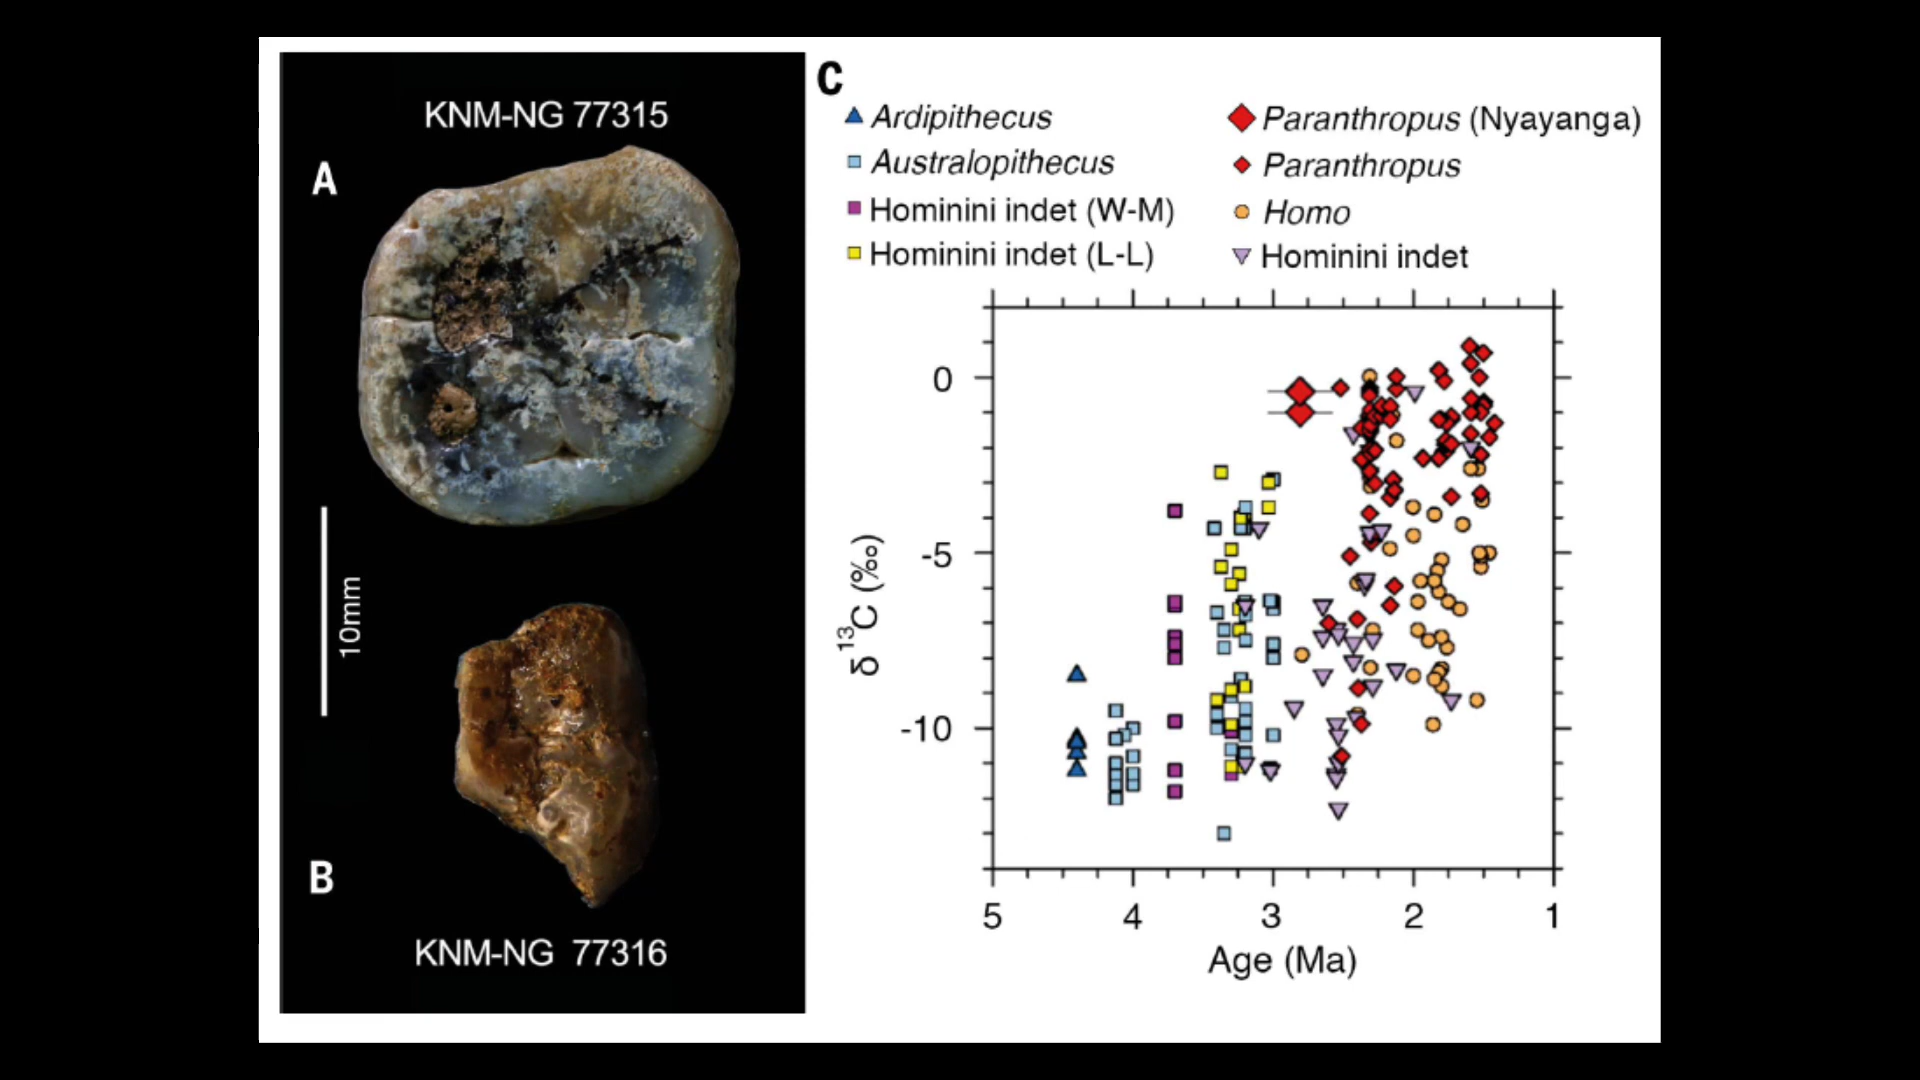 KNM-NG 77315
A
10mm
B
KNM-NG 77316
C
Ardipithecus
Australopithecus
Hominini indet (W-M)
Hominini indet (L-L)
Paranthropus (Nyayanga)
Paranthropus
Homo
Hominini indet
0
-5
-10
δ¹³C (‰)
5 4 3 2 1
Age (Ma)